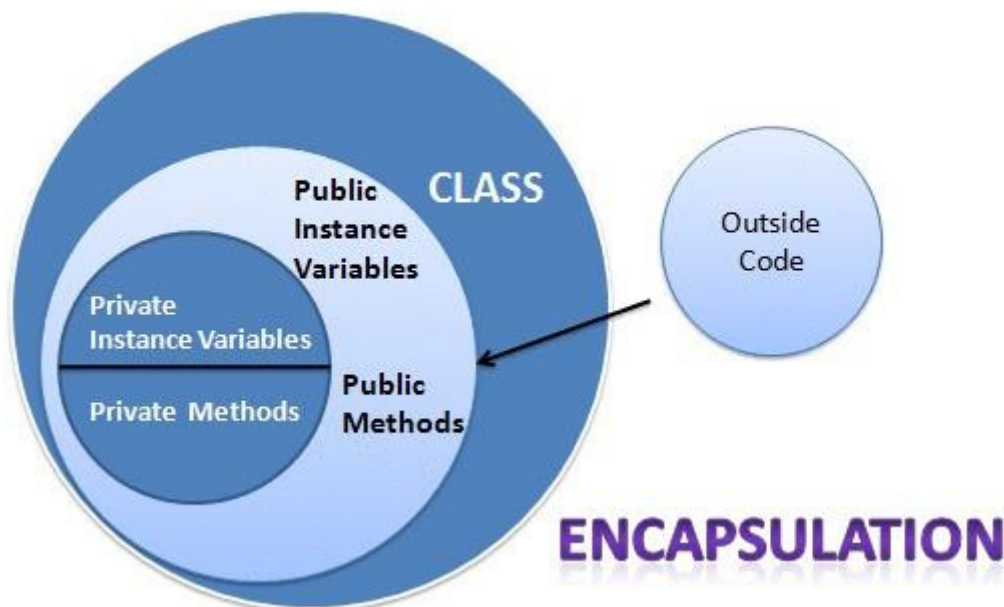 CLASS
Public
Instance
Variables
Private
Instance Variables
Private Methods
Public
Methods
Outside
Code
ENCAPSULATION